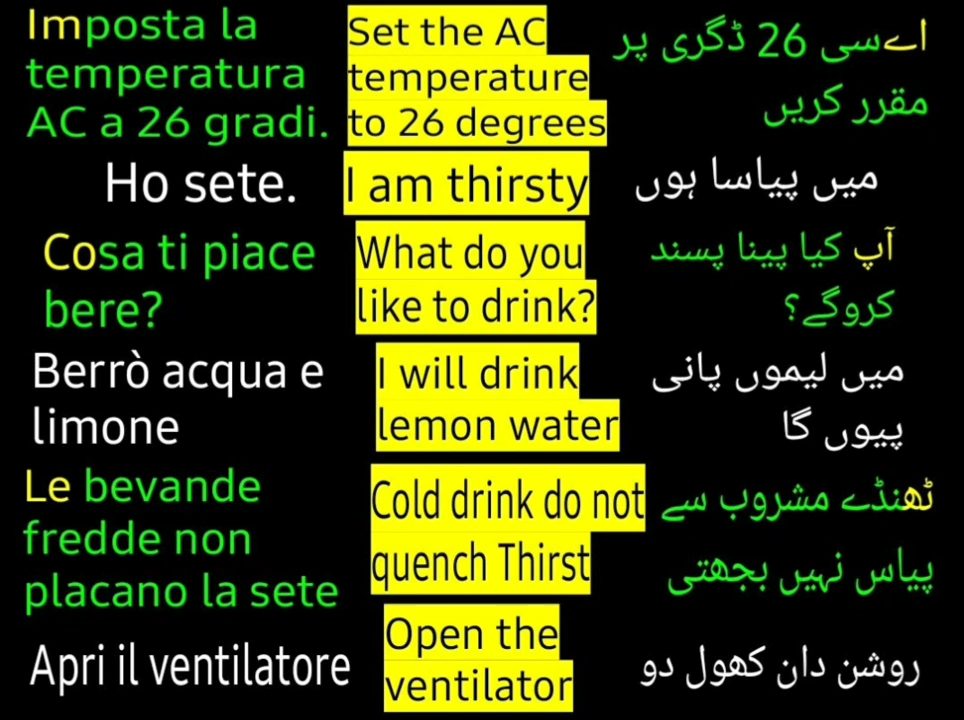 Imposta la
temperatura
AC a 26 gradi.
Set the AC
temperature
to 26 degrees
اےسی 26 ڈگری پر
مقرر کریں
Ho sete.
I am thirsty
میں پیاسا ہوں
Cosa ti piace
bere?
What do you
like to drink?
آپ کیا پینا پسند
کروگے؟
Berrò acqua e
limone
I will drink
lemon water
میں لیموں پانی
پیوں گا
Le bevande
fredde non
placano la sete
Cold drink do not
quench Thirst
ٹھنڈے مشروب سے
پیاس نہیں بجھتی
Apri il ventilatore
Open the
ventilator
روشن دان کھول دو